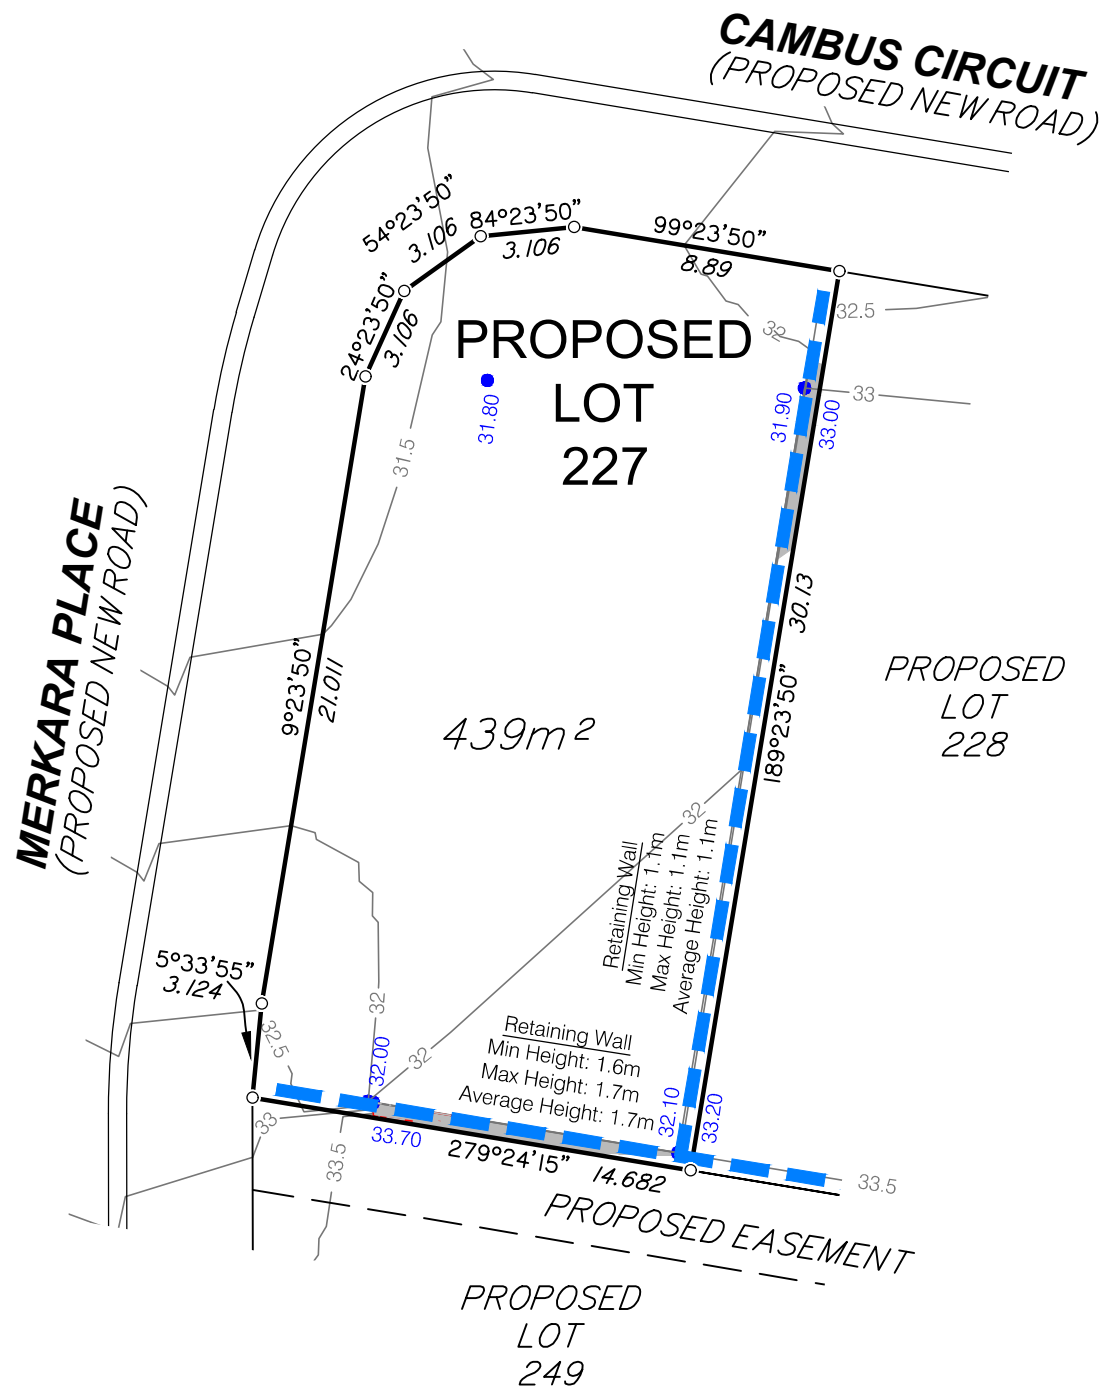 CAMBUS CIRCUIT
(PROPOSED NEW ROAD)
54°23'50"
3.106
84°23'50"
3.106
99°23'50"
8.89
24°23'50"
3.106
PROPOSED
LOT
227
32
32.5
33
31.80
31.90
33.00
31.5
MERKARA PLACE
(PROPOSED NEW ROAD)
9°23'50"
21.011
30.13
189°23'50"
439m²
PROPOSED
LOT
228
32
Retaining Wall
Min Height: 1.1m
Max Height: 1.1m
Average Height: 1.1m
5°33'55"
3.124
32
32.5
32
32.00
Retaining Wall
Min Height: 1.6m
Max Height: 1.7m
Average Height: 1.7m
32.10
33.20
33
33.5
33.70
279°24'15"
14.682
33.5
PROPOSED EASEMENT
PROPOSED
LOT
249